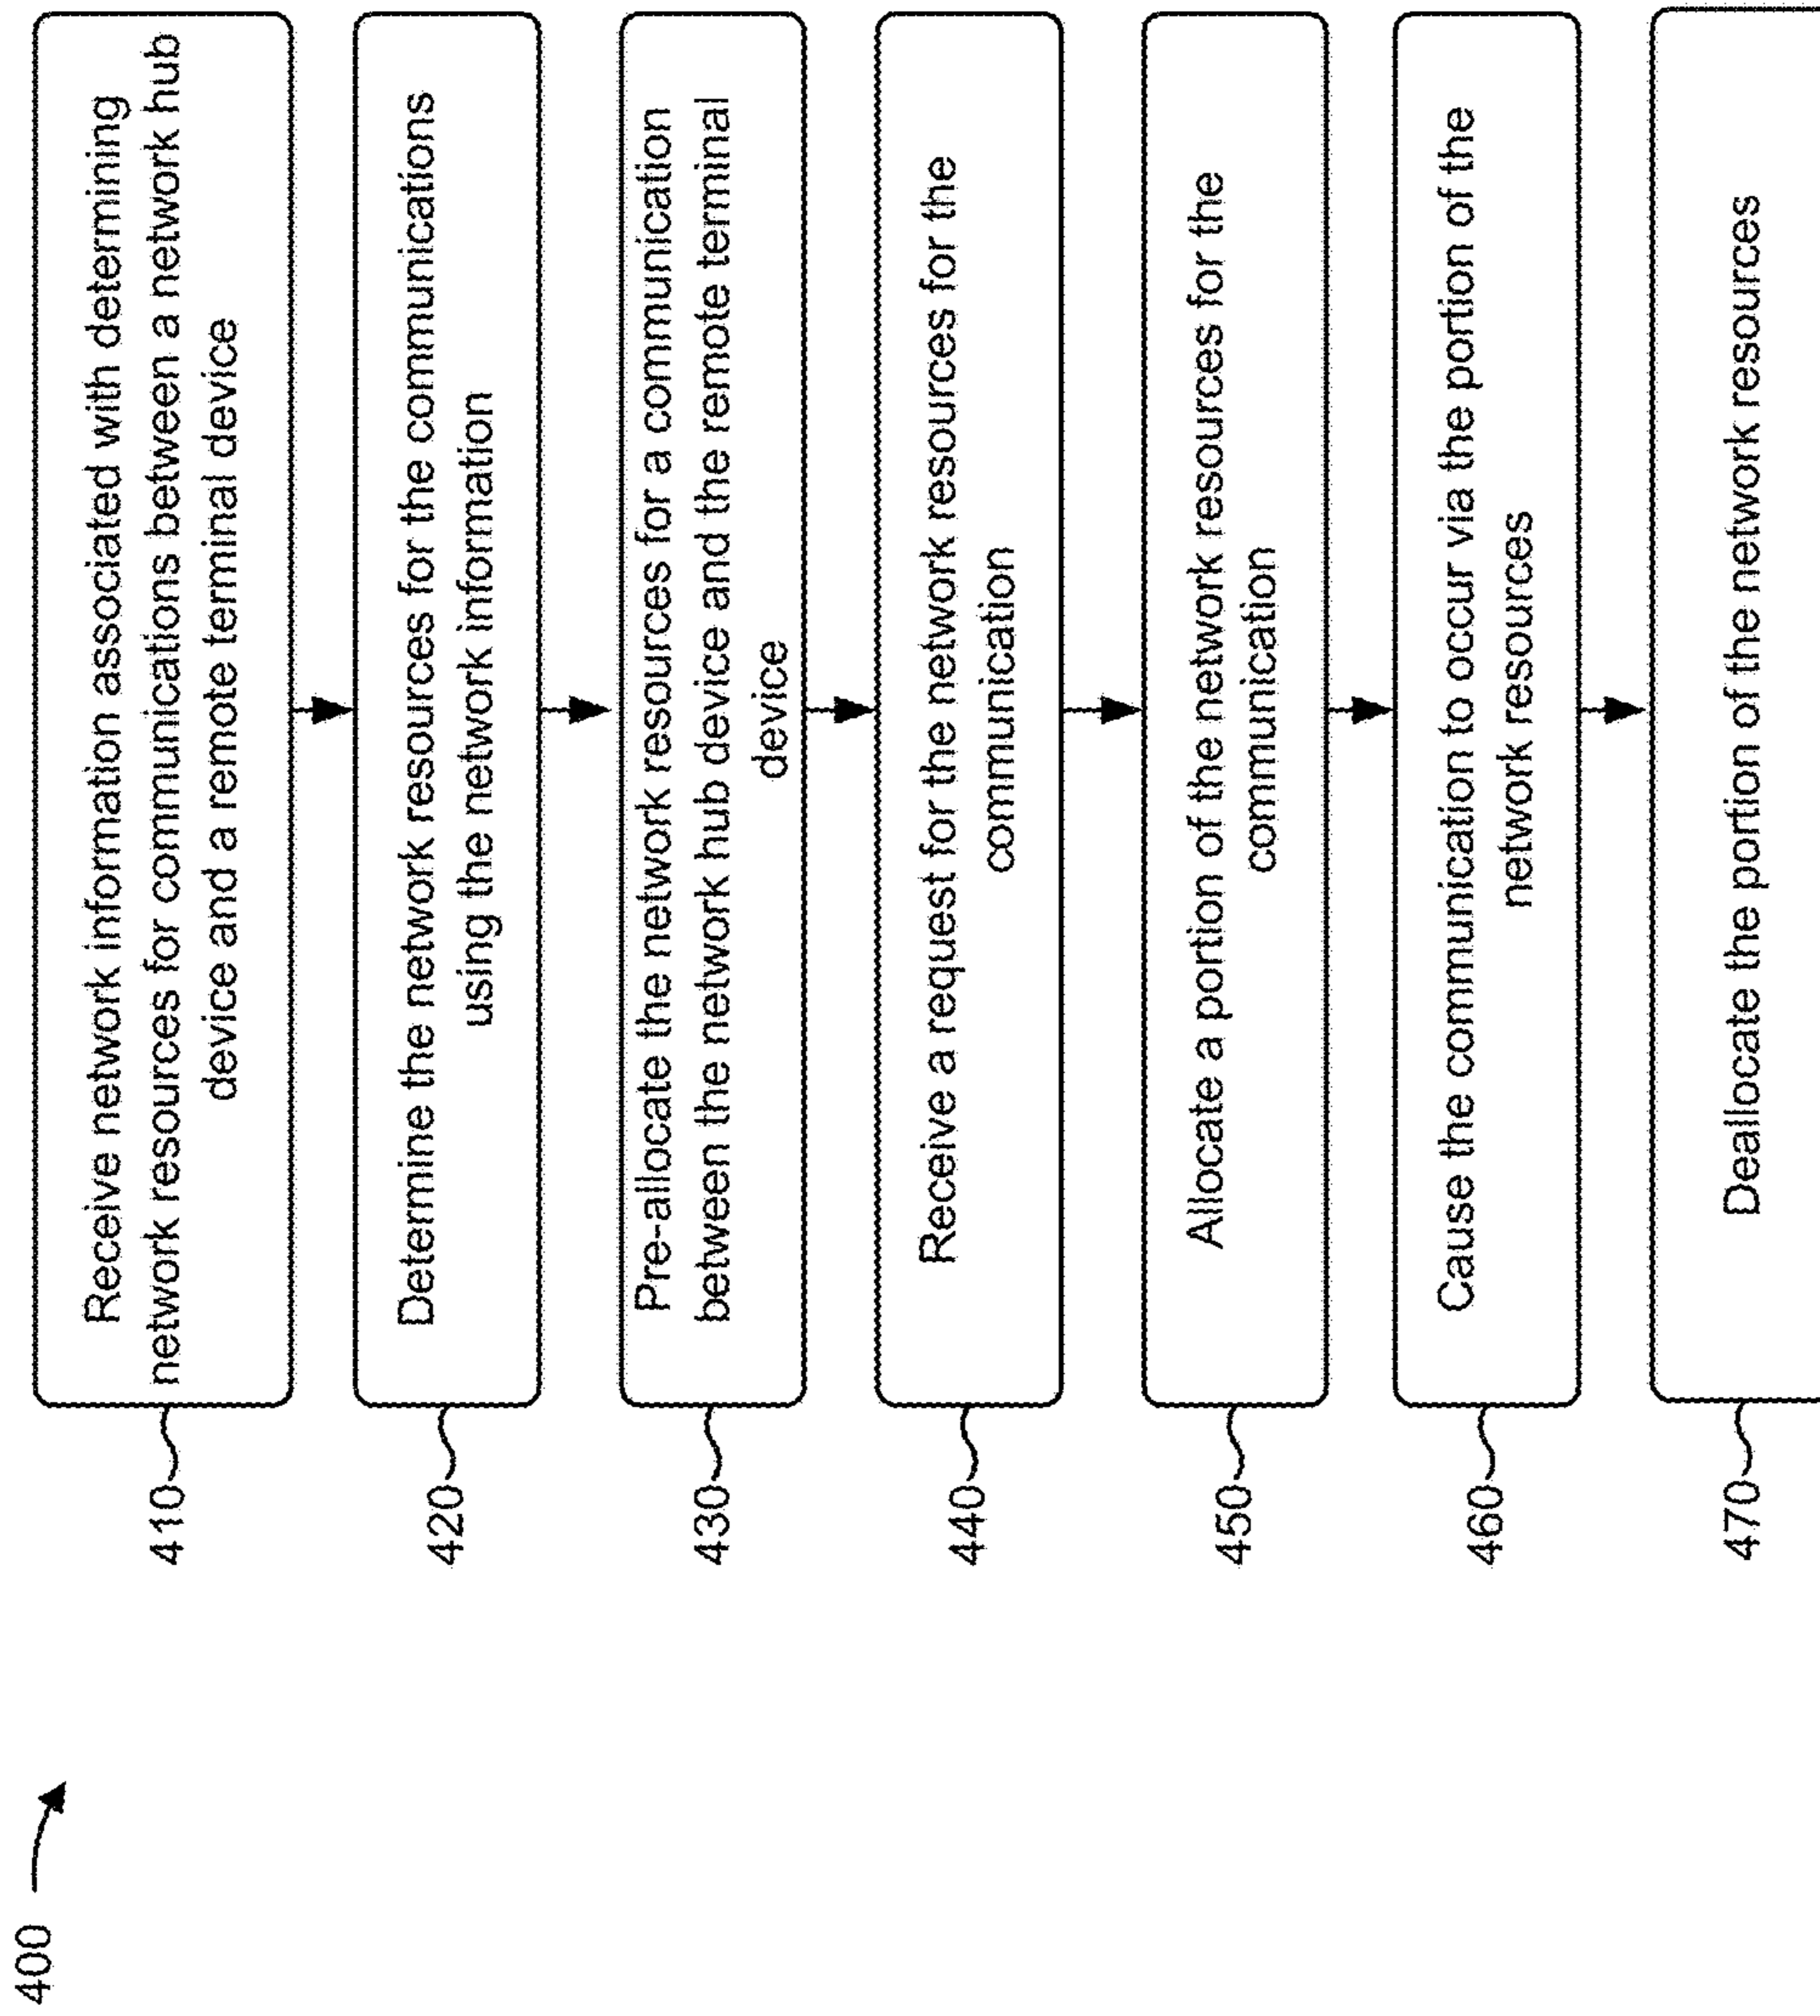 400
410
Receive network information associated with determining
network resources for communications between a network hub
device and a remote terminal device
420
Determine the network resources for the communications
using the network information
430
Pre-allocate the network resources for a communication
between the network hub device and the remote terminal
device
440
Receive a request for the network resources for the
communication
450
Allocate a portion of the network resources for the
communication
460
Cause the communication to occur via the portion of the
network resources
470
Deallocate the portion of the network resources